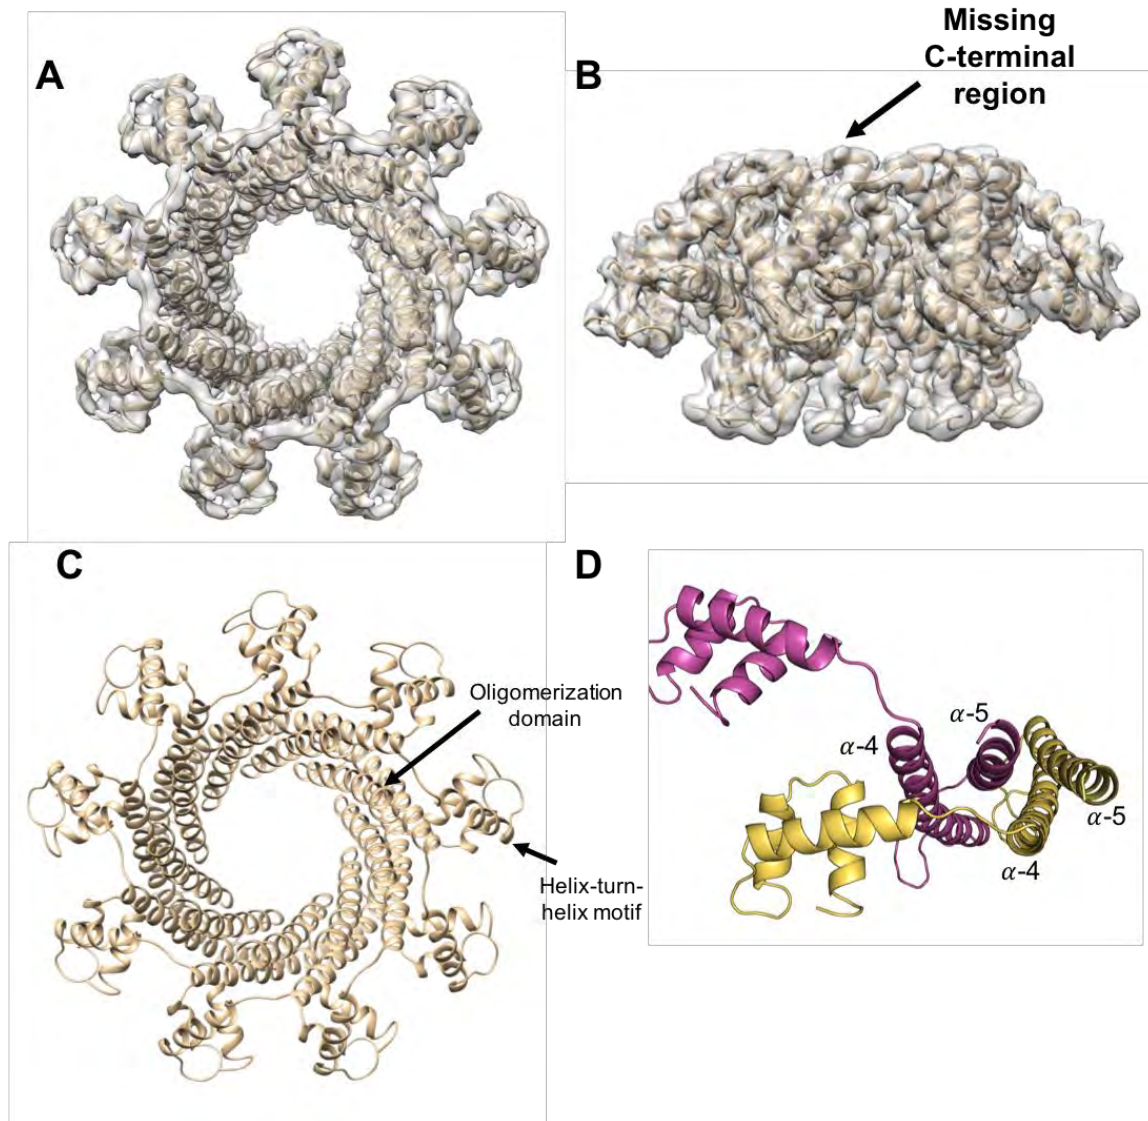 A
B
Missing
C-terminal
region
C
Oligomerization
domain
Helix-turn-
helix motif
D
α-4
α-5
α-5
α-4